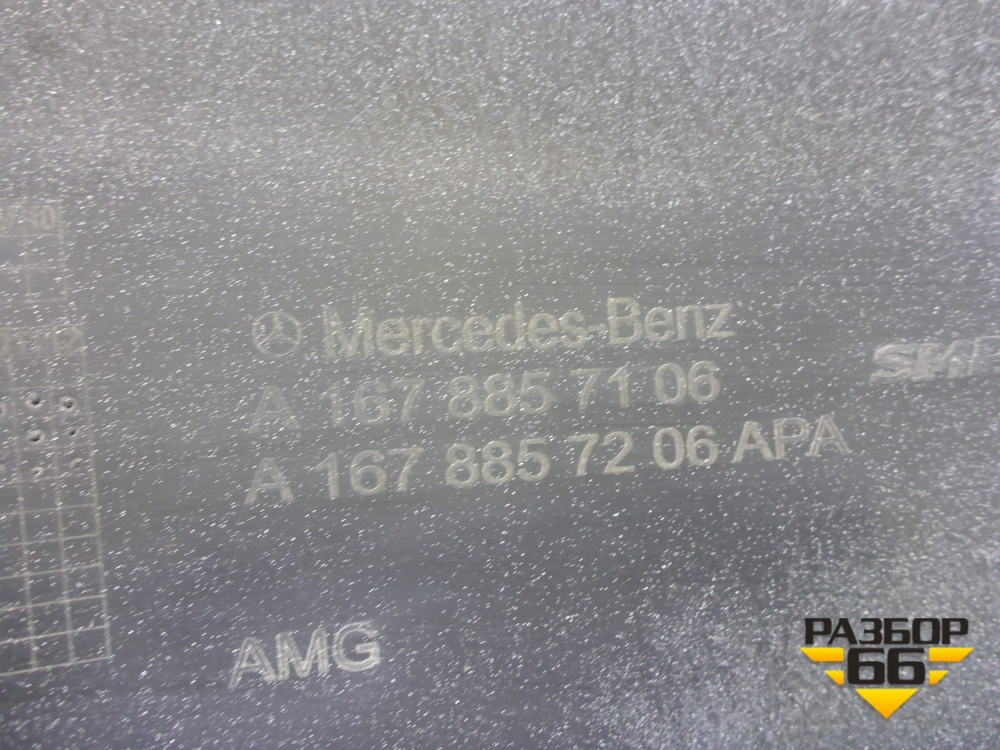 Mercedes-Benz
A 167 885 71 06
A 167 885 72 06 APA
AMG
РАЗБОР
66